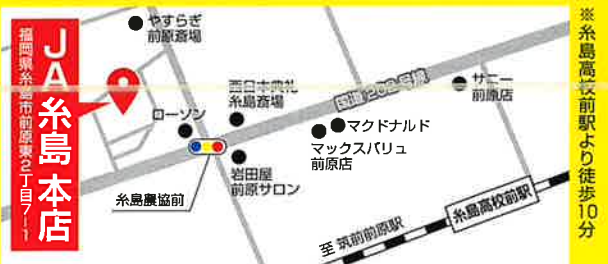 JA糸島 本店
福岡県糸島市前原東2丁目7-1
やすらぎ
前原斎場
西日本典礼
糸島斎場
ローソン
国道202号線
サニー
前原店
マクドナルド
マックスバリュ
前原店
岩田屋
前原サロン
糸島農協前
糸島高校前駅
至 筑前前原駅
※糸島高校前駅より徒歩10分